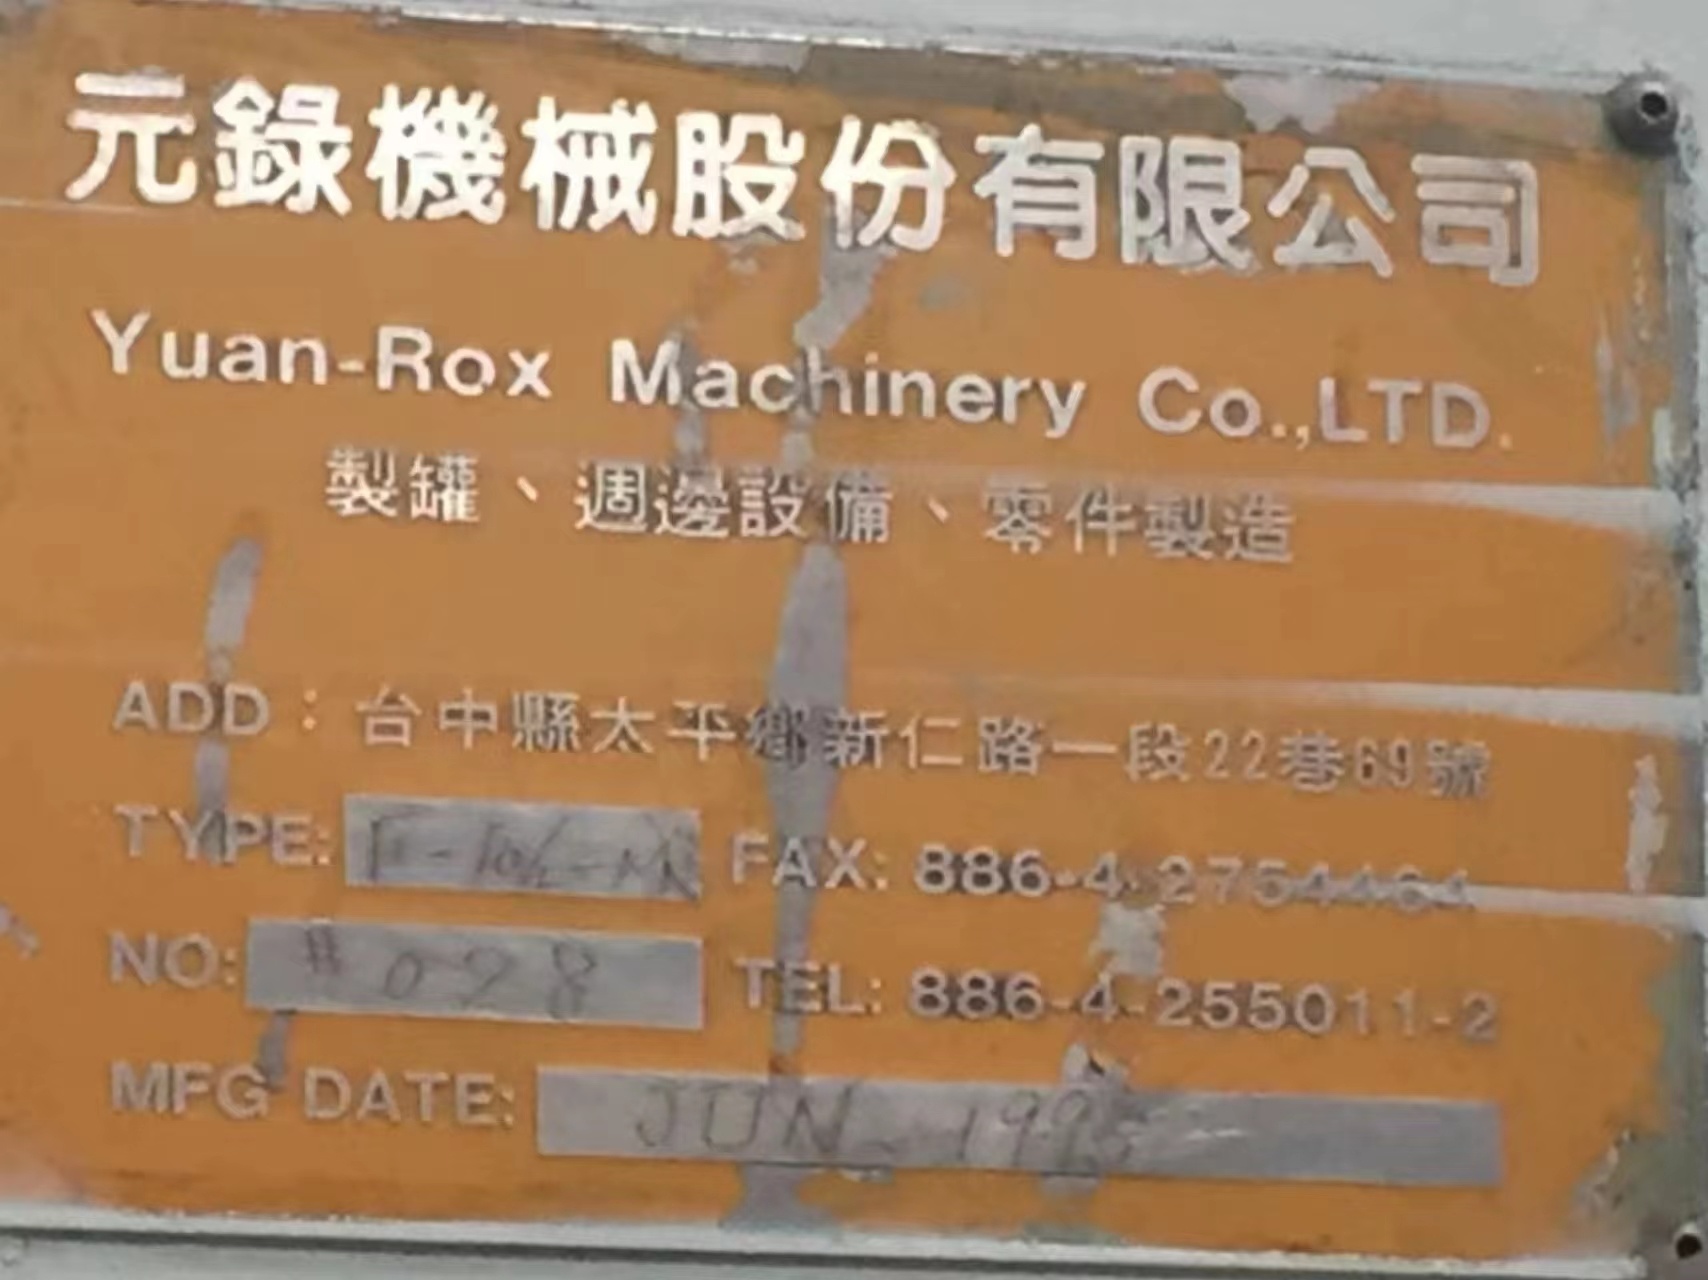 元錄機械股份有限公司
Yuan-Rox Machinery Co.,LTD.
製罐、週邊設備、零件製造
ADD：台中縣太平鄉新仁路一段22巷69號
TYPE:
FAX: 886-4-2754464
NO: #028
TEL: 886-4-255011-2
MFG DATE: JUN. 1995